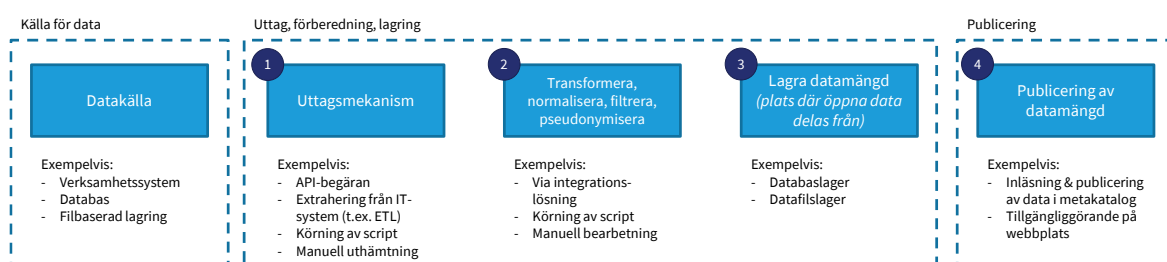 Källa för data
Uttag, förberedning, lagring
Publicering
Datakälla
Exempelvis:
- Verksamhetssystem
- Databas
- Filbaserad lagring
1
Uttagsmekanism
Exempelvis:
- API-begäran
- Extrahering från IT-
system (t.ex. ETL)
- Körning av script
- Manuell uthämtning
2
Transformera,
normalisera, filtrera,
pseudonymisera
Exempelvis:
- Via integrations-
lösning
- Körning av script
- Manuell bearbetning
3
Lagra datamängd
(plats där öppna data
delas från)
Exempelvis:
- Databaslager
- Datafilslager
4
Publicering av
datamängd
Exempelvis:
- Inläsning & publicering
av data i metakatalog
- Tillgängliggörande på
webbplats